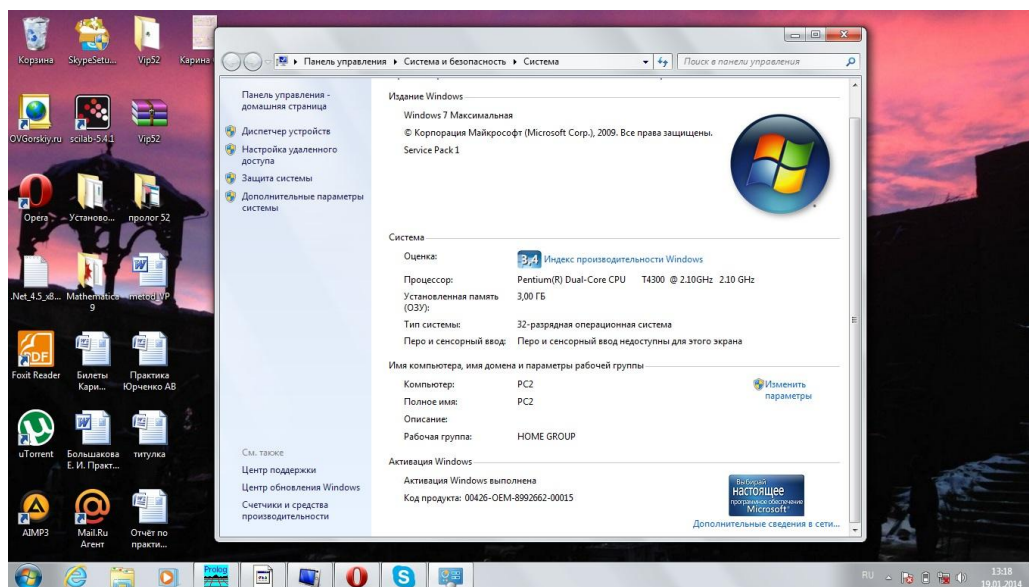 Корзина
SkypeSetu...
Vip52
Карина
OVGorskiy.ru
scilab-5.4.1
Vip52
Opera
Установо...
пролог 52
.Net_4.5_x8...
Mathematica 9
metod VP
Foxit Reader
Билеты Кари...
Практика Юрченко АВ
uTorrent
Большакова Е. И. Практ...
титулка
AIMP3
Mail.Ru Агент
Отчёт по практи...
Панель управления ▸ Система и безопасность ▸ Система
Поиск в панели управления
Панель управления -
домашняя страница
Диспетчер устройств
Настройка удаленного
доступа
Защита системы
Дополнительные параметры
системы
См. также
Центр поддержки
Центр обновления Windows
Счетчики и средства
производительности
Издание Windows
Windows 7 Максимальная
© Корпорация Майкрософт (Microsoft Corp.), 2009. Все права защищены.
Service Pack 1
Система
Оценка: 3,4 Индекс производительности Windows
Процессор: Pentium(R) Dual-Core CPU T4300 @ 2.10GHz 2.10 GHz
Установленная память 3,00 ГБ
(ОЗУ):
Тип системы: 32-разрядная операционная система
Перо и сенсорный ввод: Перо и сенсорный ввод недоступны для этого экрана
Имя компьютера, имя домена и параметры рабочей группы
Компьютер: PC2
Изменить
параметры
Полное имя: PC2
Описание:
Рабочая группа: HOME GROUP
Активация Windows
Активация Windows выполнена
Код продукта: 00426-OEM-8992662-00015
Выбирай
настоящее
программное обеспечение
Microsoft
Дополнительные сведения в сети...
Prolog
RU
13:18
19.01.2014